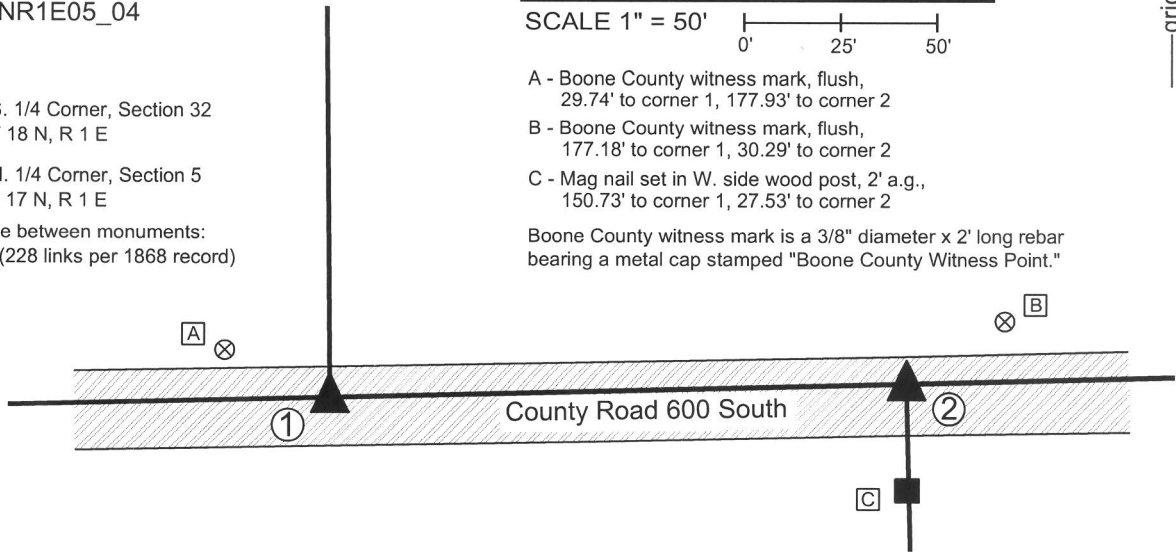 NR1E05_04
SCALE 1" = 50'
0' 25' 50'
. 1/4 Corner, Section 32
18 N, R 1 E
. 1/4 Corner, Section 5
17 N, R 1 E
e between monuments:
(228 links per 1868 record)
A - Boone County witness mark, flush,
29.74' to corner 1, 177.93' to corner 2
B - Boone County witness mark, flush,
177.18' to corner 1, 30.29' to corner 2
C - Mag nail set in W. side wood post, 2' a.g.,
150.73' to corner 1, 27.53' to corner 2
Boone County witness mark is a 3/8" diameter x 2' long rebar
bearing a metal cap stamped "Boone County Witness Point."
A
B
1
County Road 600 South
2
C